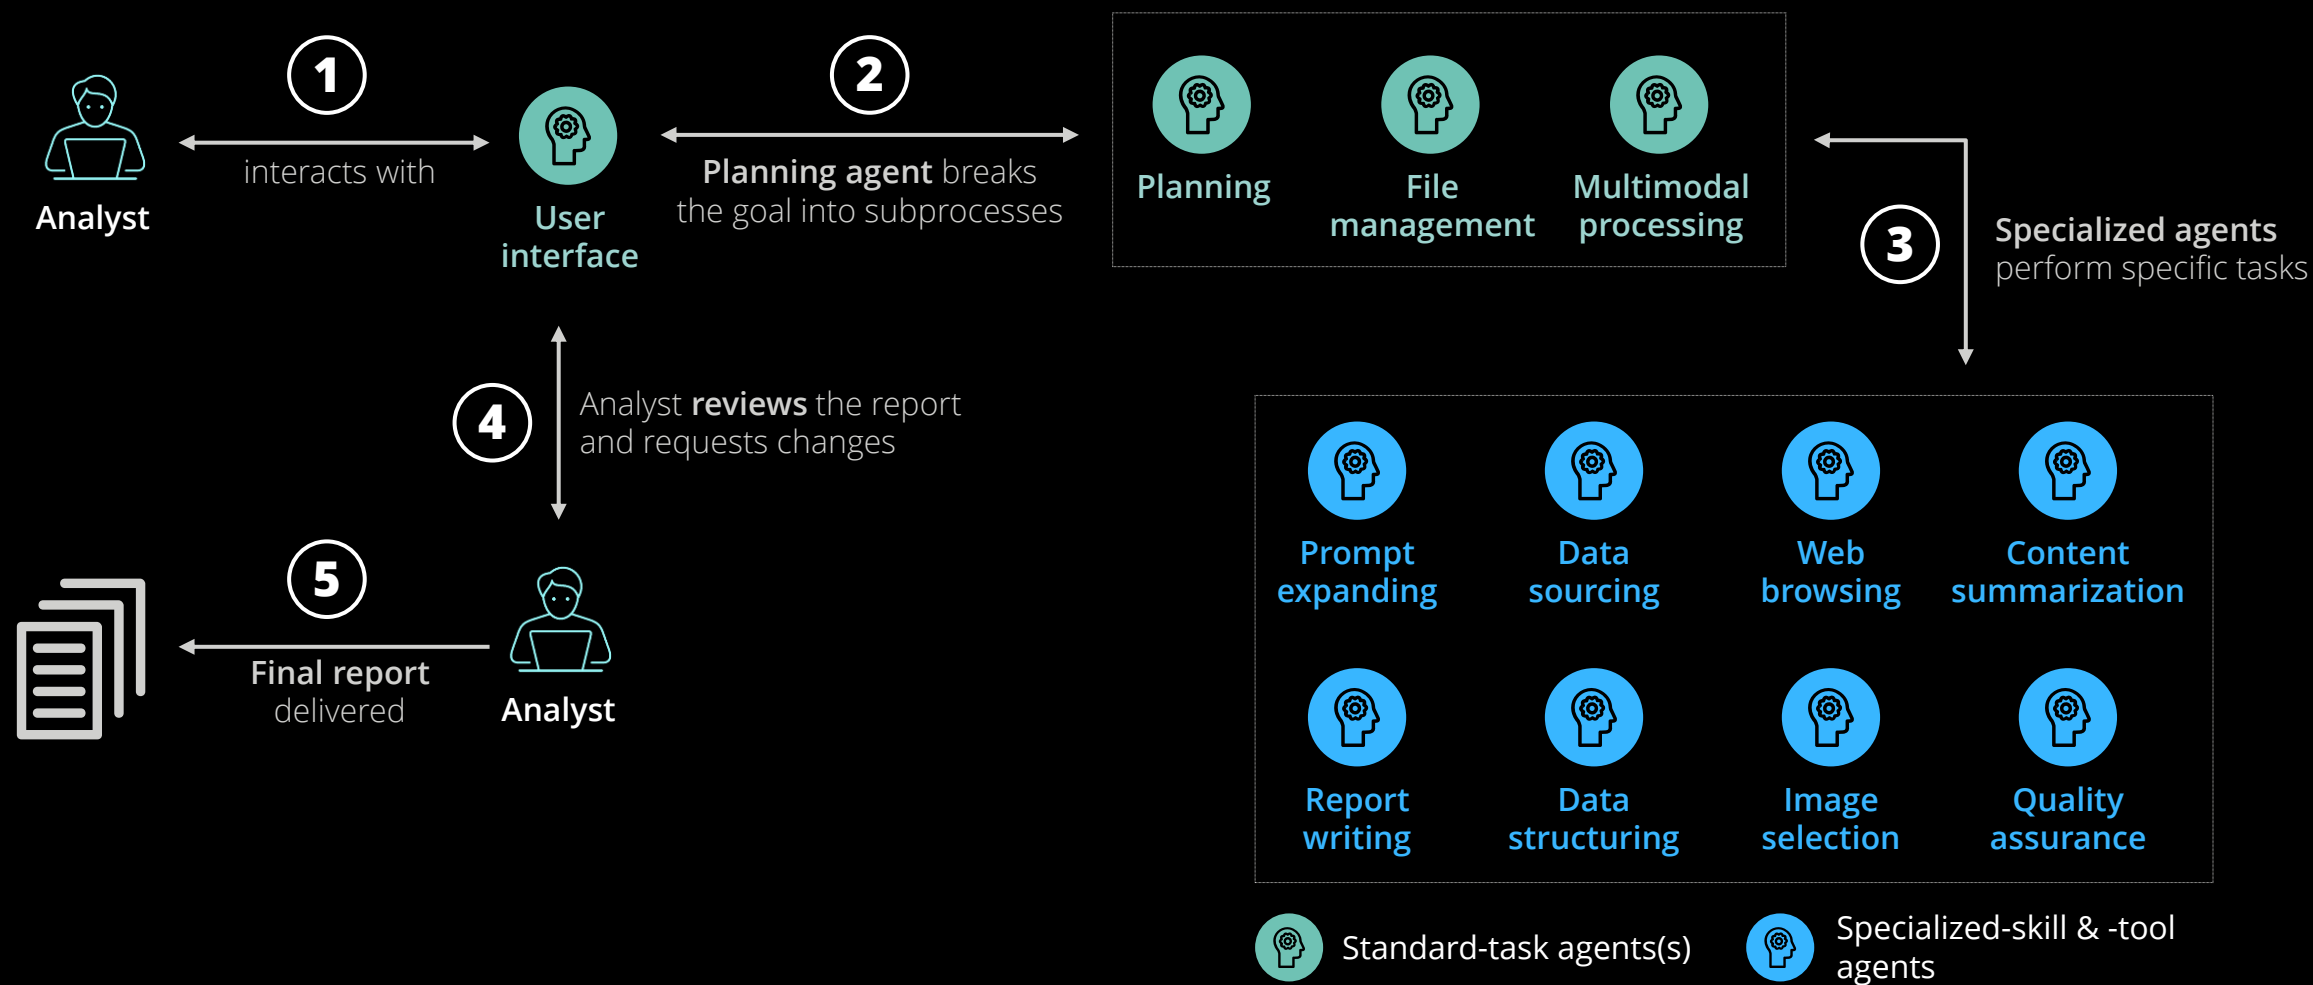 1
interacts with
Analyst
User
interface
2
Planning agent breaks
the goal into subprocesses
Planning
File
management
Multimodal
processing
3
Specialized agents
perform specific tasks
4
Analyst reviews the report
and requests changes
5
Final report
delivered
Analyst
Prompt
expanding
Data
sourcing
Web
browsing
Content
summarization
Report
writing
Data
structuring
Image
selection
Quality
assurance
Standard-task agents(s)
Specialized-skill & -tool
agents